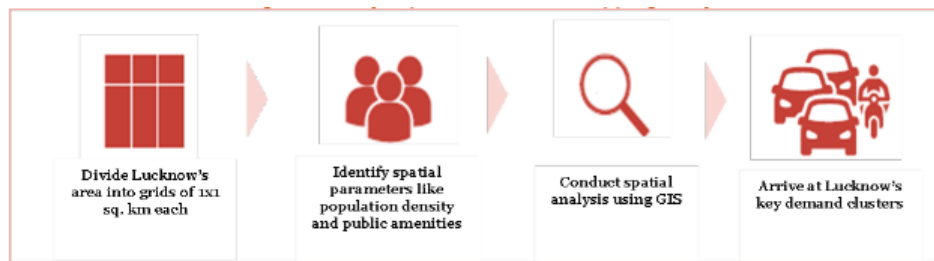 Divide Lucknow's
area into grids of 1x1
sq. km each
Identify spatial
parameters like
population density
and public amenities
Conduct spatial
analysis using GIS
Arrive at Lucknow's
key demand clusters